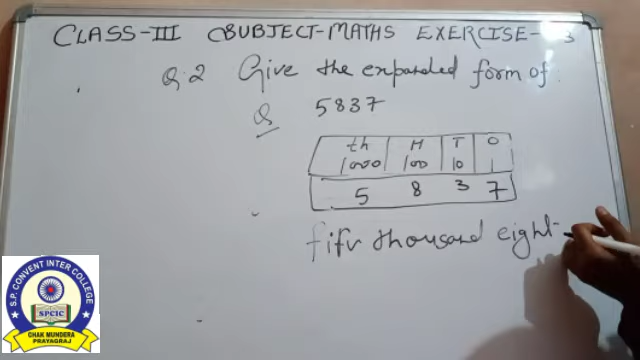 CLASS-III SUBJECT-MATHS EXERCISE- 3
Q.2 Give the expanded form of
Q 5837
th H T O
1000 100 10 1
5 8 3 7
fifv thousand eight
S.P. CONVENT INTER COLLEGE
SPCIC
CHAK MUNDERA
PRAYAGRAJ